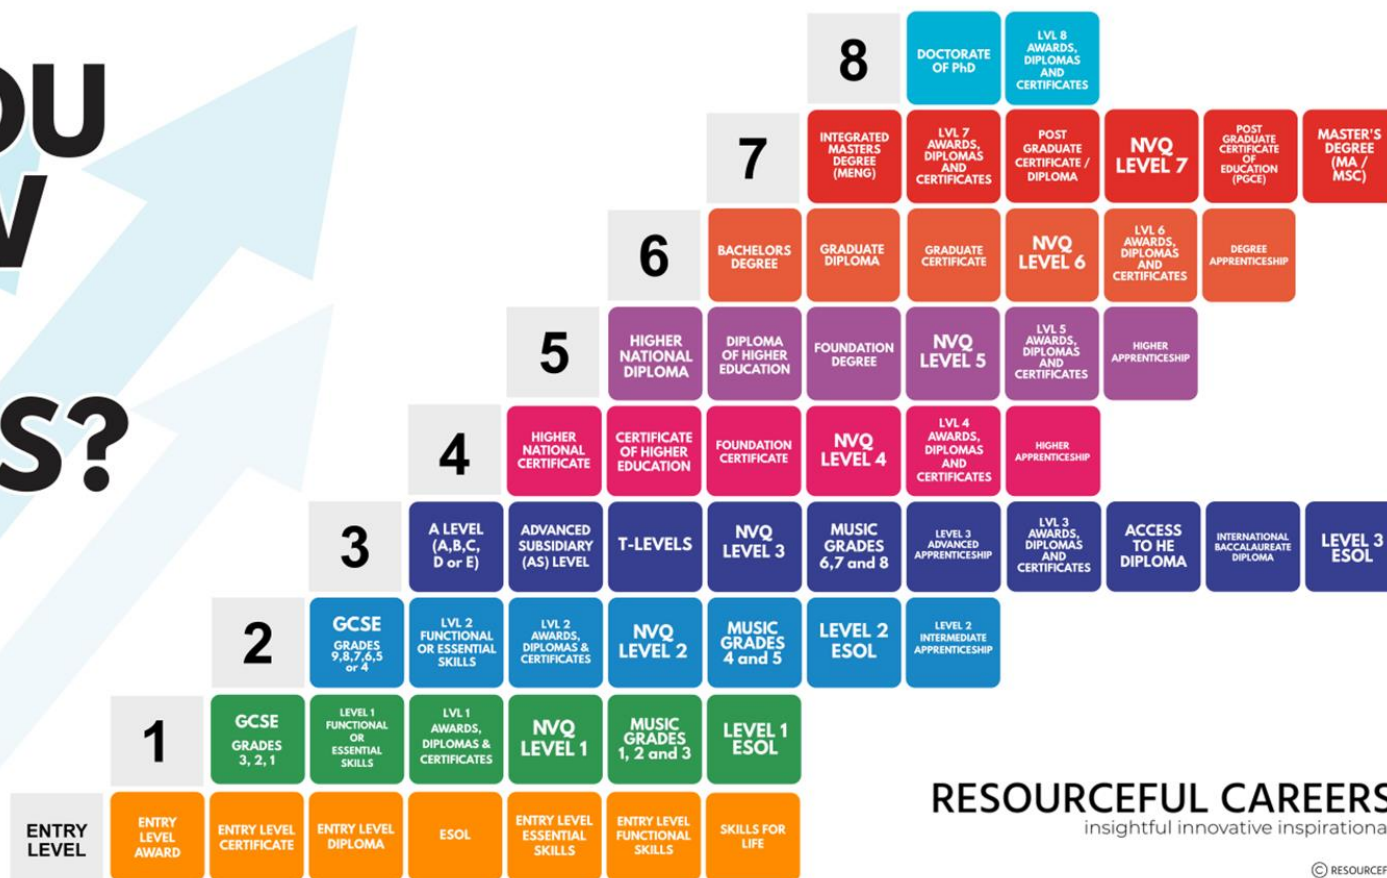 OU
W
S?
8
DOCTORATE
OF PhD
LVL 8
AWARDS,
DIPLOMAS
AND
CERTIFICATES
7
INTEGRATED
MASTERS
DEGREE
(MENG)
LVL 7
AWARDS,
DIPLOMAS
AND
CERTIFICATES
POST
GRADUATE
CERTIFICATE /
DIPLOMA
NVQ
LEVEL 7
POST
GRADUATE
CERTIFICATE
OF
EDUCATION
(PGCE)
MASTER'S
DEGREE
(MA /
MSC)
6
BACHELORS
DEGREE
GRADUATE
DIPLOMA
GRADUATE
CERTIFICATE
NVQ
LEVEL 6
LVL 6
AWARDS,
DIPLOMAS
AND
CERTIFICATES
DEGREE
APPRENTICESHIP
5
HIGHER
NATIONAL
DIPLOMA
DIPLOMA
OF HIGHER
EDUCATION
FOUNDATION
DEGREE
NVQ
LEVEL 5
LVL 5
AWARDS,
DIPLOMAS
AND
CERTIFICATES
HIGHER
APPRENTICESHIP
4
HIGHER
NATIONAL
CERTIFICATE
CERTIFICATE
OF HIGHER
EDUCATION
FOUNDATION
CERTIFICATE
NVQ
LEVEL 4
LVL 4
AWARDS,
DIPLOMAS
AND
CERTIFICATES
HIGHER
APPRENTICESHIP
3
A LEVEL
(A,B,C,
D or E)
ADVANCED
SUBSIDIARY
(AS) LEVEL
T-LEVELS
NVQ
LEVEL 3
MUSIC
GRADES
6,7 and 8
LEVEL 3
ADVANCED
APPRENTICESHIP
LVL 3
AWARDS,
DIPLOMAS
AND
CERTIFICATES
ACCESS
TO HE
DIPLOMA
INTERNATIONAL
BACCALAUREATE
DIPLOMA
LEVEL 3
ESOL
2
GCSE
GRADES
9,8,7,6,5
or 4
LVL 2
FUNCTIONAL
OR ESSENTIAL
SKILLS
LVL 2
AWARDS,
DIPLOMAS &
CERTIFICATES
NVQ
LEVEL 2
MUSIC
GRADES
4 and 5
LEVEL 2
ESOL
LEVEL 2
INTERMEDIATE
APPRENTICESHIP
1
GCSE
GRADES
3, 2, 1
LEVEL 1
FUNCTIONAL
OR
ESSENTIAL
SKILLS
LVL 1
AWARDS,
DIPLOMAS &
CERTIFICATES
NVQ
LEVEL 1
MUSIC
GRADES
1, 2 and 3
LEVEL 1
ESOL
ENTRY
LEVEL
ENTRY
LEVEL
AWARD
ENTRY LEVEL
CERTIFICATE
ENTRY LEVEL
DIPLOMA
ESOL
ENTRY LEVEL
ESSENTIAL
SKILLS
ENTRY LEVEL
FUNCTIONAL
SKILLS
SKILLS FOR
LIFE
RESOURCEFUL CAREERS
insightful innovative inspirationa
© RESOURCEF